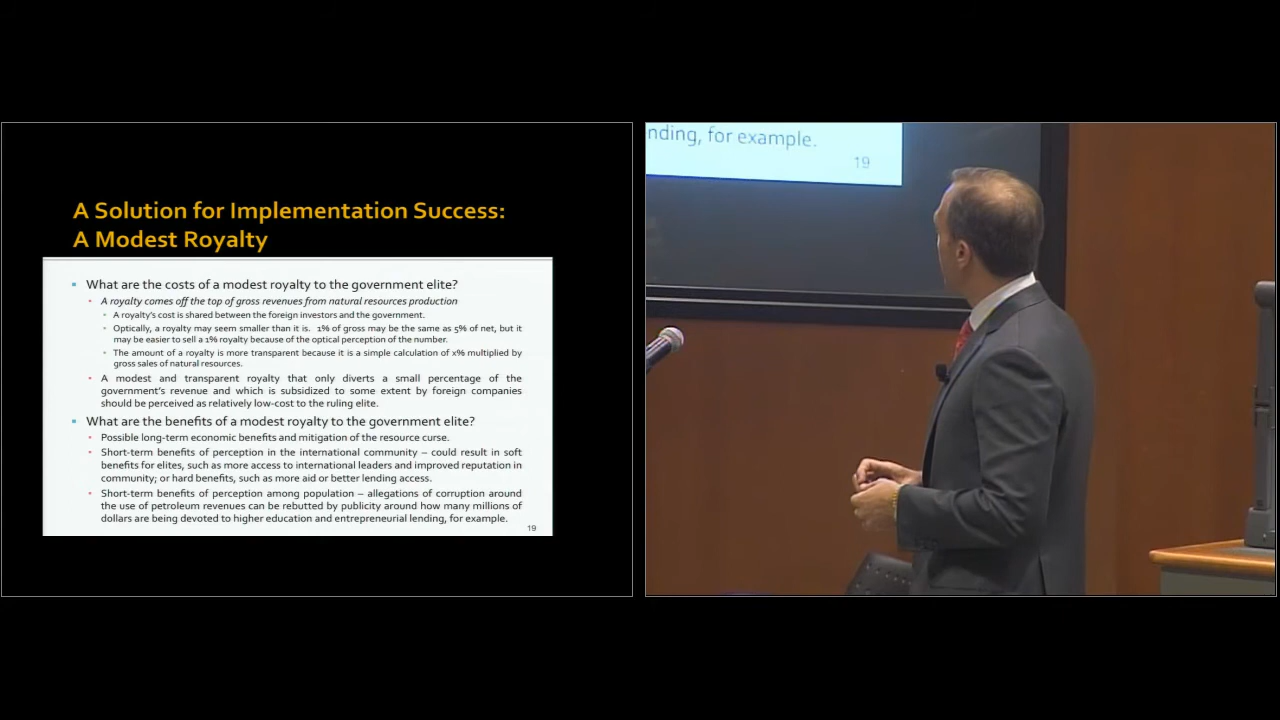 A Solution for Implementation Success:
A Modest Royalty
What are the costs of a modest royalty to the government elite?
A royalty comes off the top of gross revenues from natural resources production
A royalty's cost is shared between the foreign investors and the government.
Optically, a royalty may seem smaller than it is. 1% of gross may be the same as 5% of net, but it
may be easier to sell a 1% royalty because of the optical perception of the number.
The amount of a royalty is more transparent because it is a simple calculation of x% multiplied by
gross sales of natural resources.
A modest and transparent royalty that only diverts a small percentage of the
government's revenue and which is subsidized to some extent by foreign companies
should be perceived as relatively low-cost to the ruling elite.
What are the benefits of a modest royalty to the government elite?
Possible long-term economic benefits and mitigation of the resource curse.
Short-term benefits of perception in the international community – could result in soft
benefits for elites, such as more access to international leaders and improved reputation in
community; or hard benefits, such as more aid or better lending access.
Short-term benefits of perception among population – allegations of corruption around
the use of petroleum revenues can be rebutted by publicity around how many millions of
dollars are being devoted to higher education and entrepreneurial lending, for example.
19
nding, for example.
19